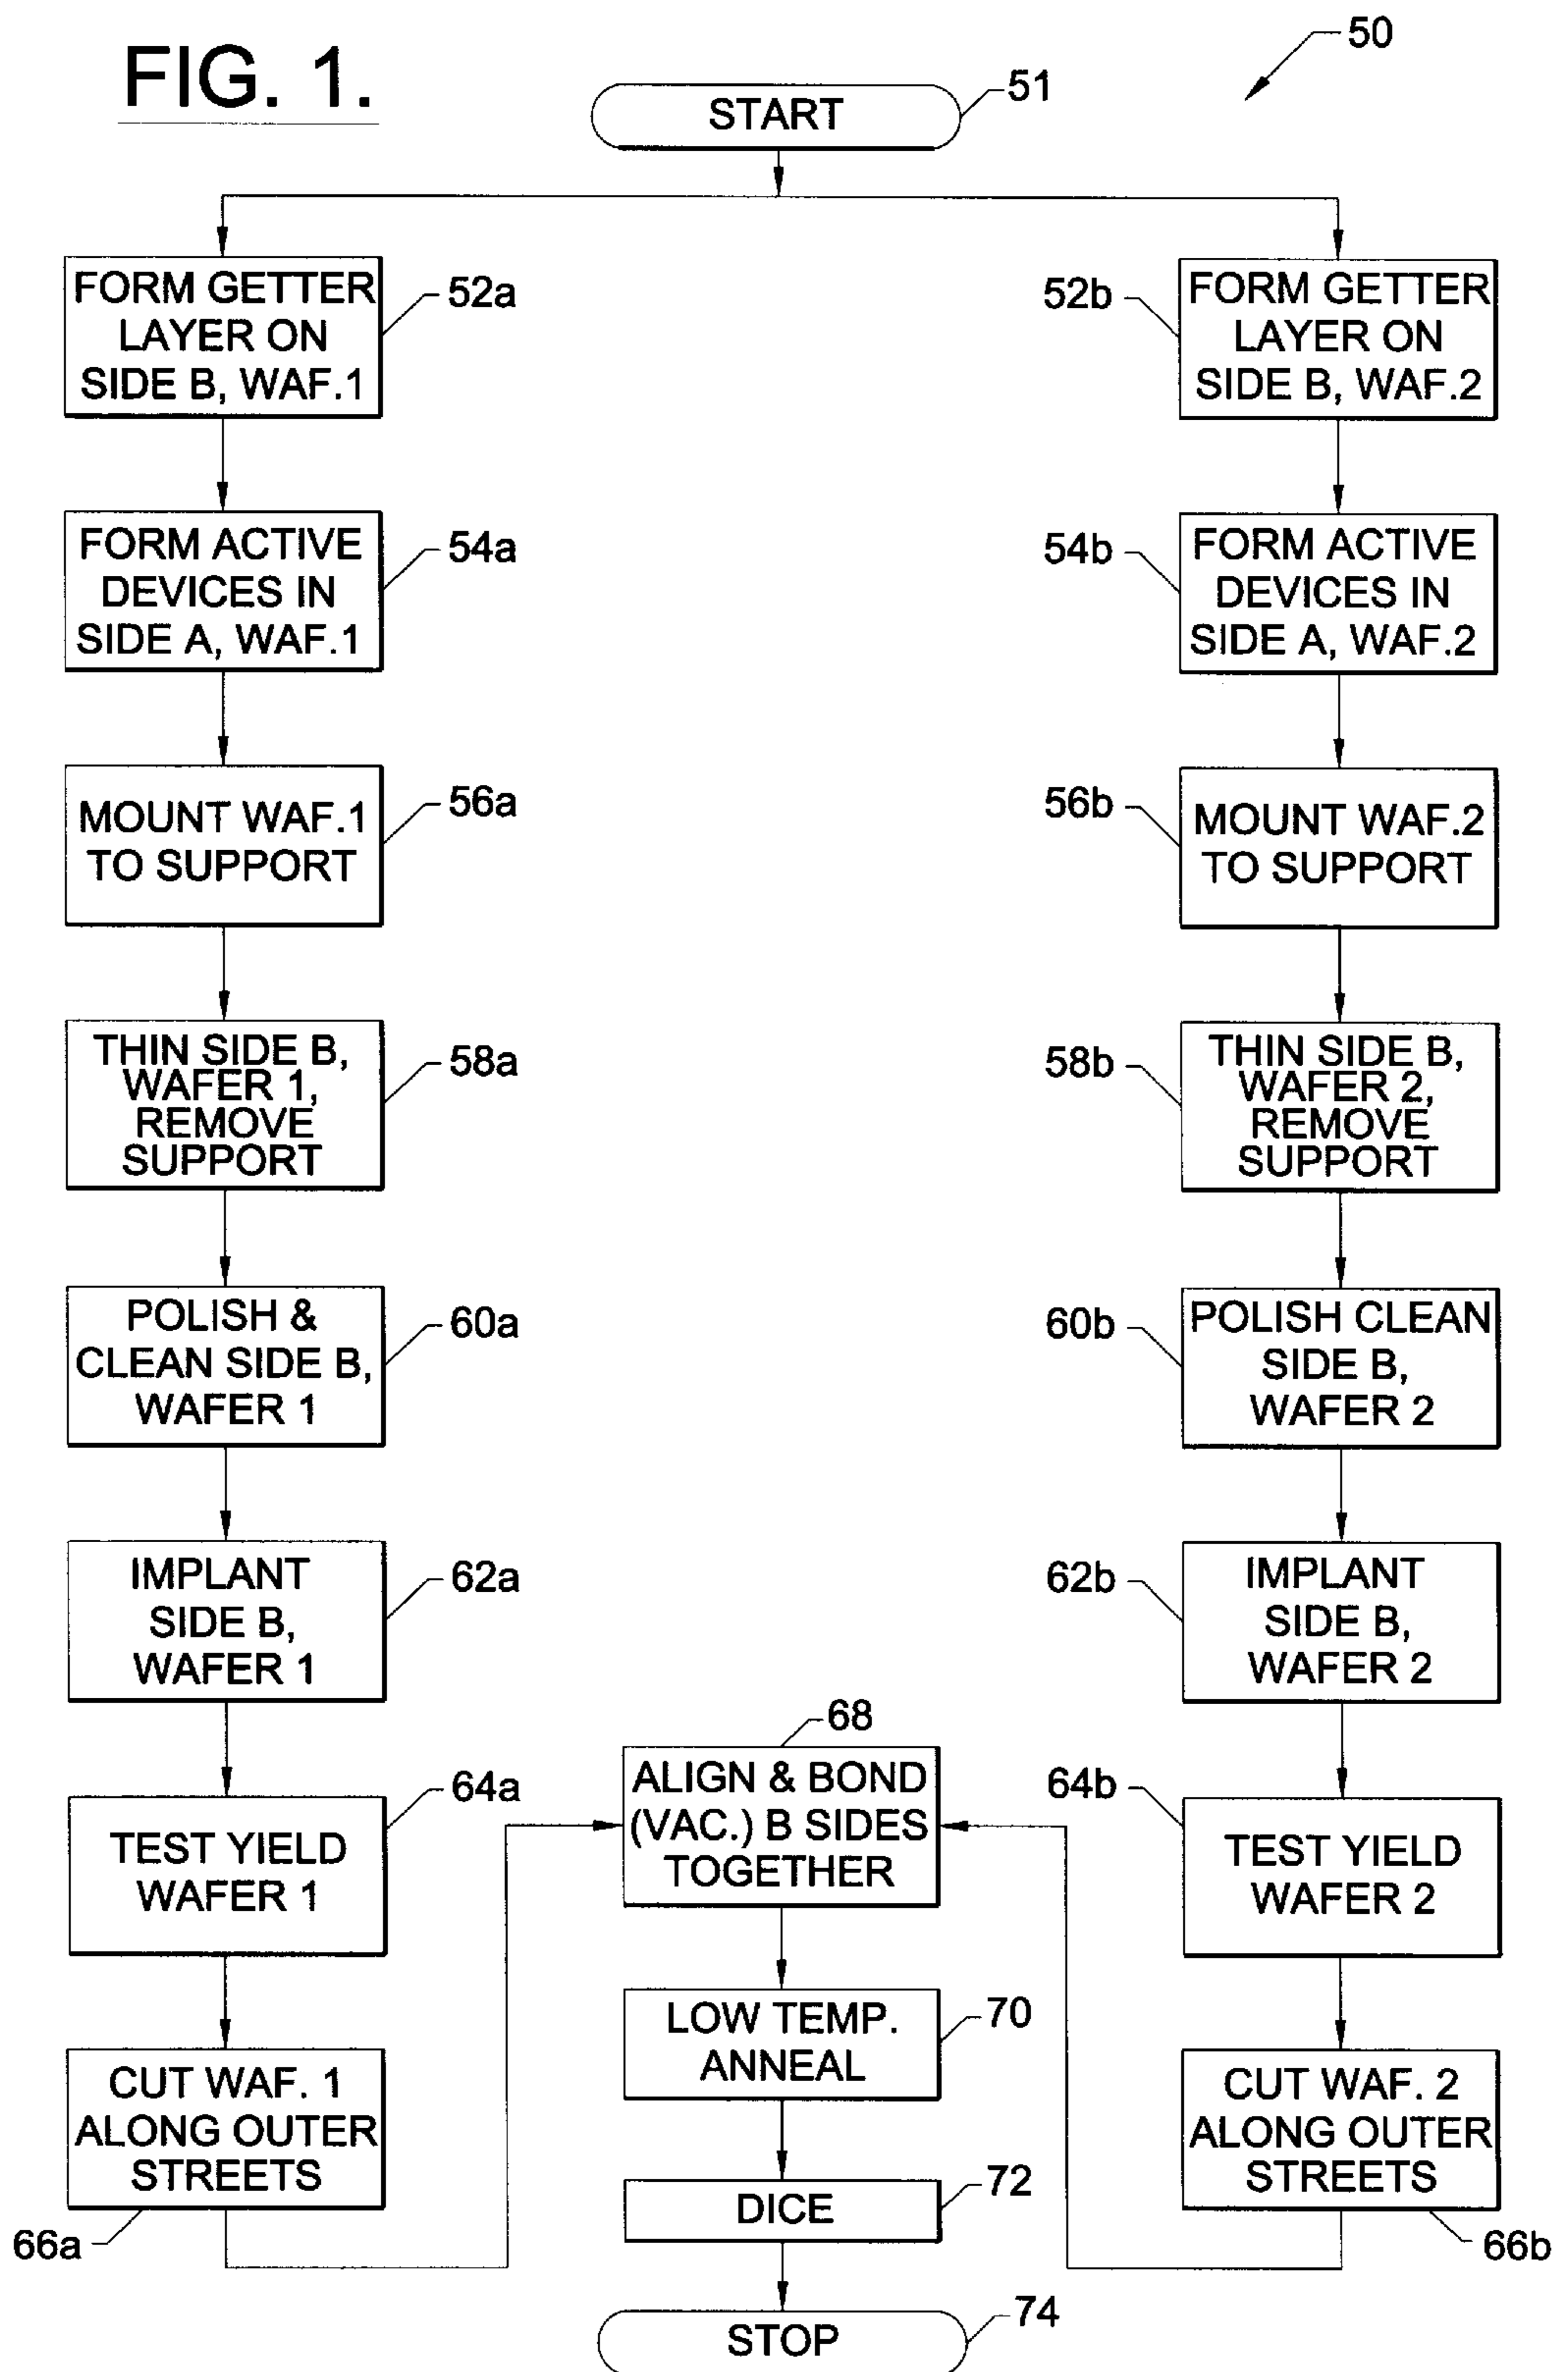 FIG. 1.
50
START
51
FORM GETTER
LAYER ON
SIDE B, WAF.1
52a
FORM ACTIVE
DEVICES IN
SIDE A, WAF.1
54a
MOUNT WAF.1
TO SUPPORT
56a
THIN SIDE B,
WAFER 1,
REMOVE
SUPPORT
58a
POLISH &
CLEAN SIDE B,
WAFER 1
60a
IMPLANT
SIDE B,
WAFER 1
62a
TEST YIELD
WAFER 1
64a
CUT WAF. 1
ALONG OUTER
STREETS
66a
52b
FORM GETTER
LAYER ON
SIDE B, WAF.2
54b
FORM ACTIVE
DEVICES IN
SIDE A, WAF.2
56b
MOUNT WAF.2
TO SUPPORT
58b
THIN SIDE B,
WAFER 2,
REMOVE
SUPPORT
60b
POLISH CLEAN
SIDE B,
WAFER 2
62b
IMPLANT
SIDE B,
WAFER 2
64b
TEST YIELD
WAFER 2
CUT WAF. 2
ALONG OUTER
STREETS
66b
68
ALIGN & BOND
(VAC.) B SIDES
TOGETHER
LOW TEMP.
ANNEAL
70
DICE
72
STOP
74